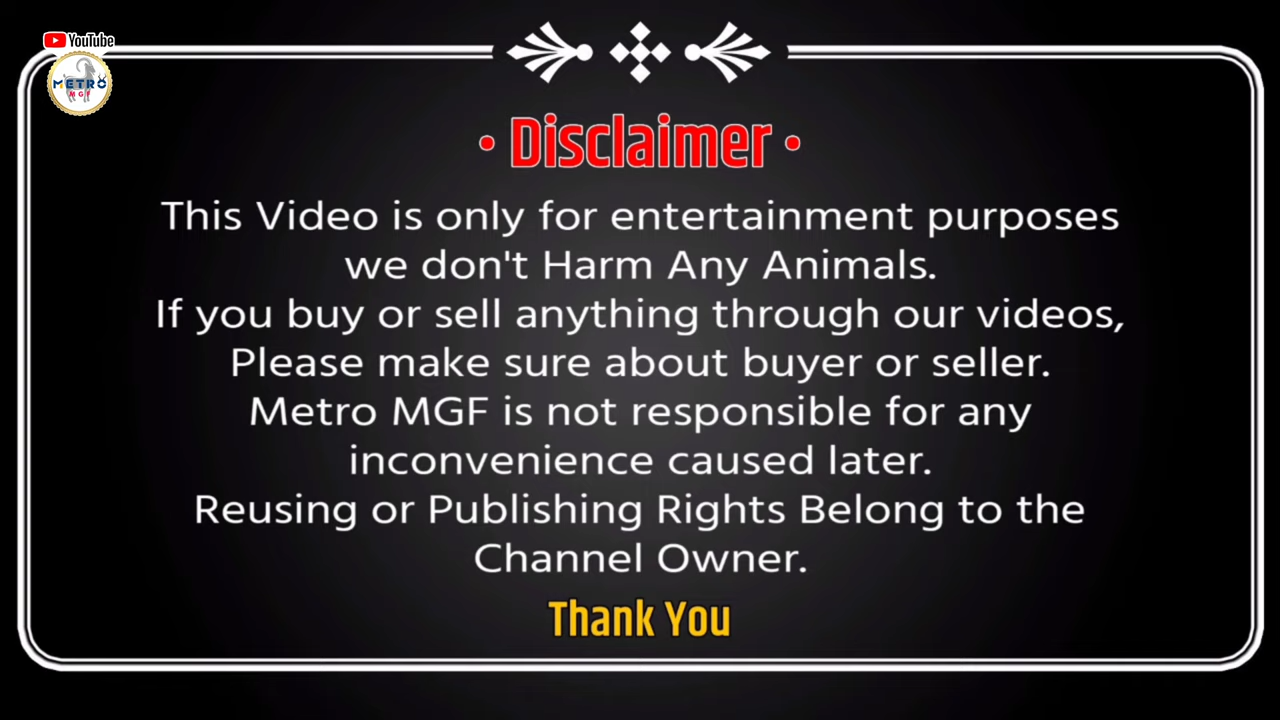 YouTube
METRO
MGF
• Disclaimer •
This Video is only for entertainment purposes
we don't Harm Any Animals.
If you buy or sell anything through our videos,
Please make sure about buyer or seller.
Metro MGF is not responsible for any
inconvenience caused later.
Reusing or Publishing Rights Belong to the
Channel Owner.
Thank You